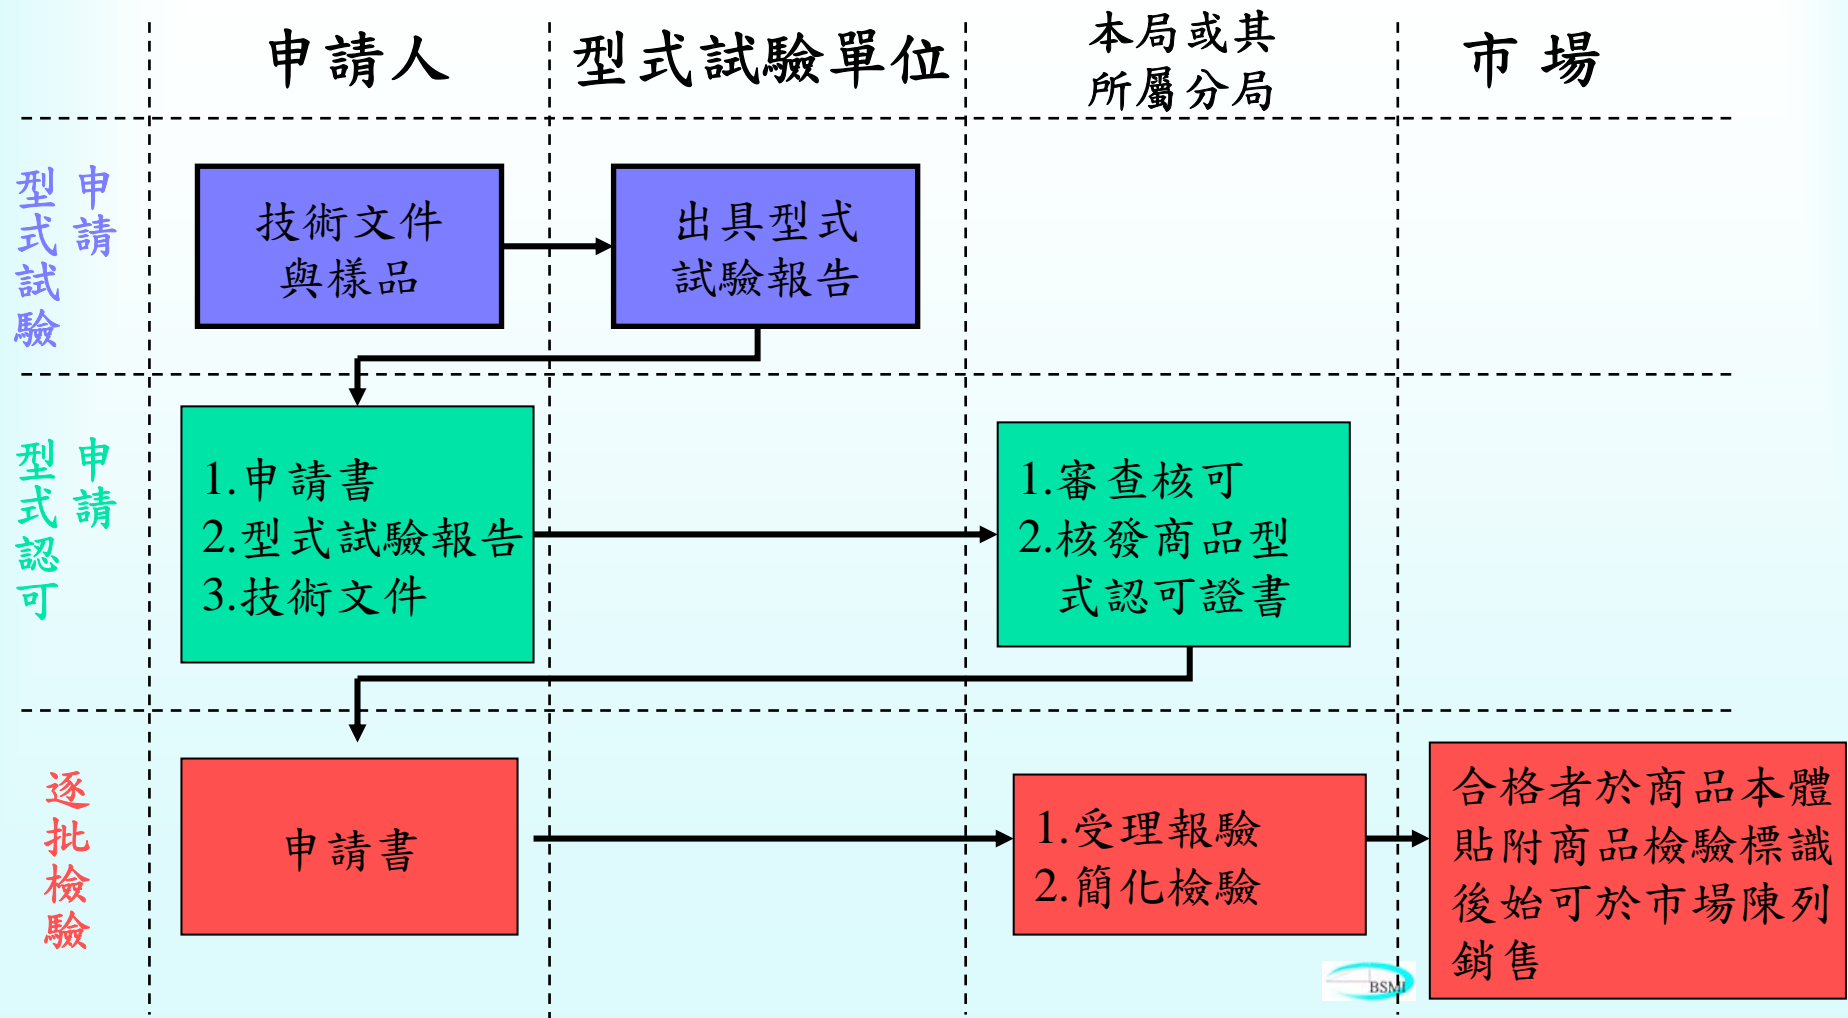 申請人
型式試驗單位
本局或其
所屬分局
市場
申請
型式試驗
技術文件
與樣品
出具型式
試驗報告
申請
型式認可
1.申請書
2.型式試驗報告
3.技術文件
1.審查核可
2.核發商品型
式認可證書
逐批檢驗
申請書
1.受理報驗
2.簡化檢驗
合格者於商品本體
貼附商品檢驗標識
後始可於市場陳列
銷售
BSMI